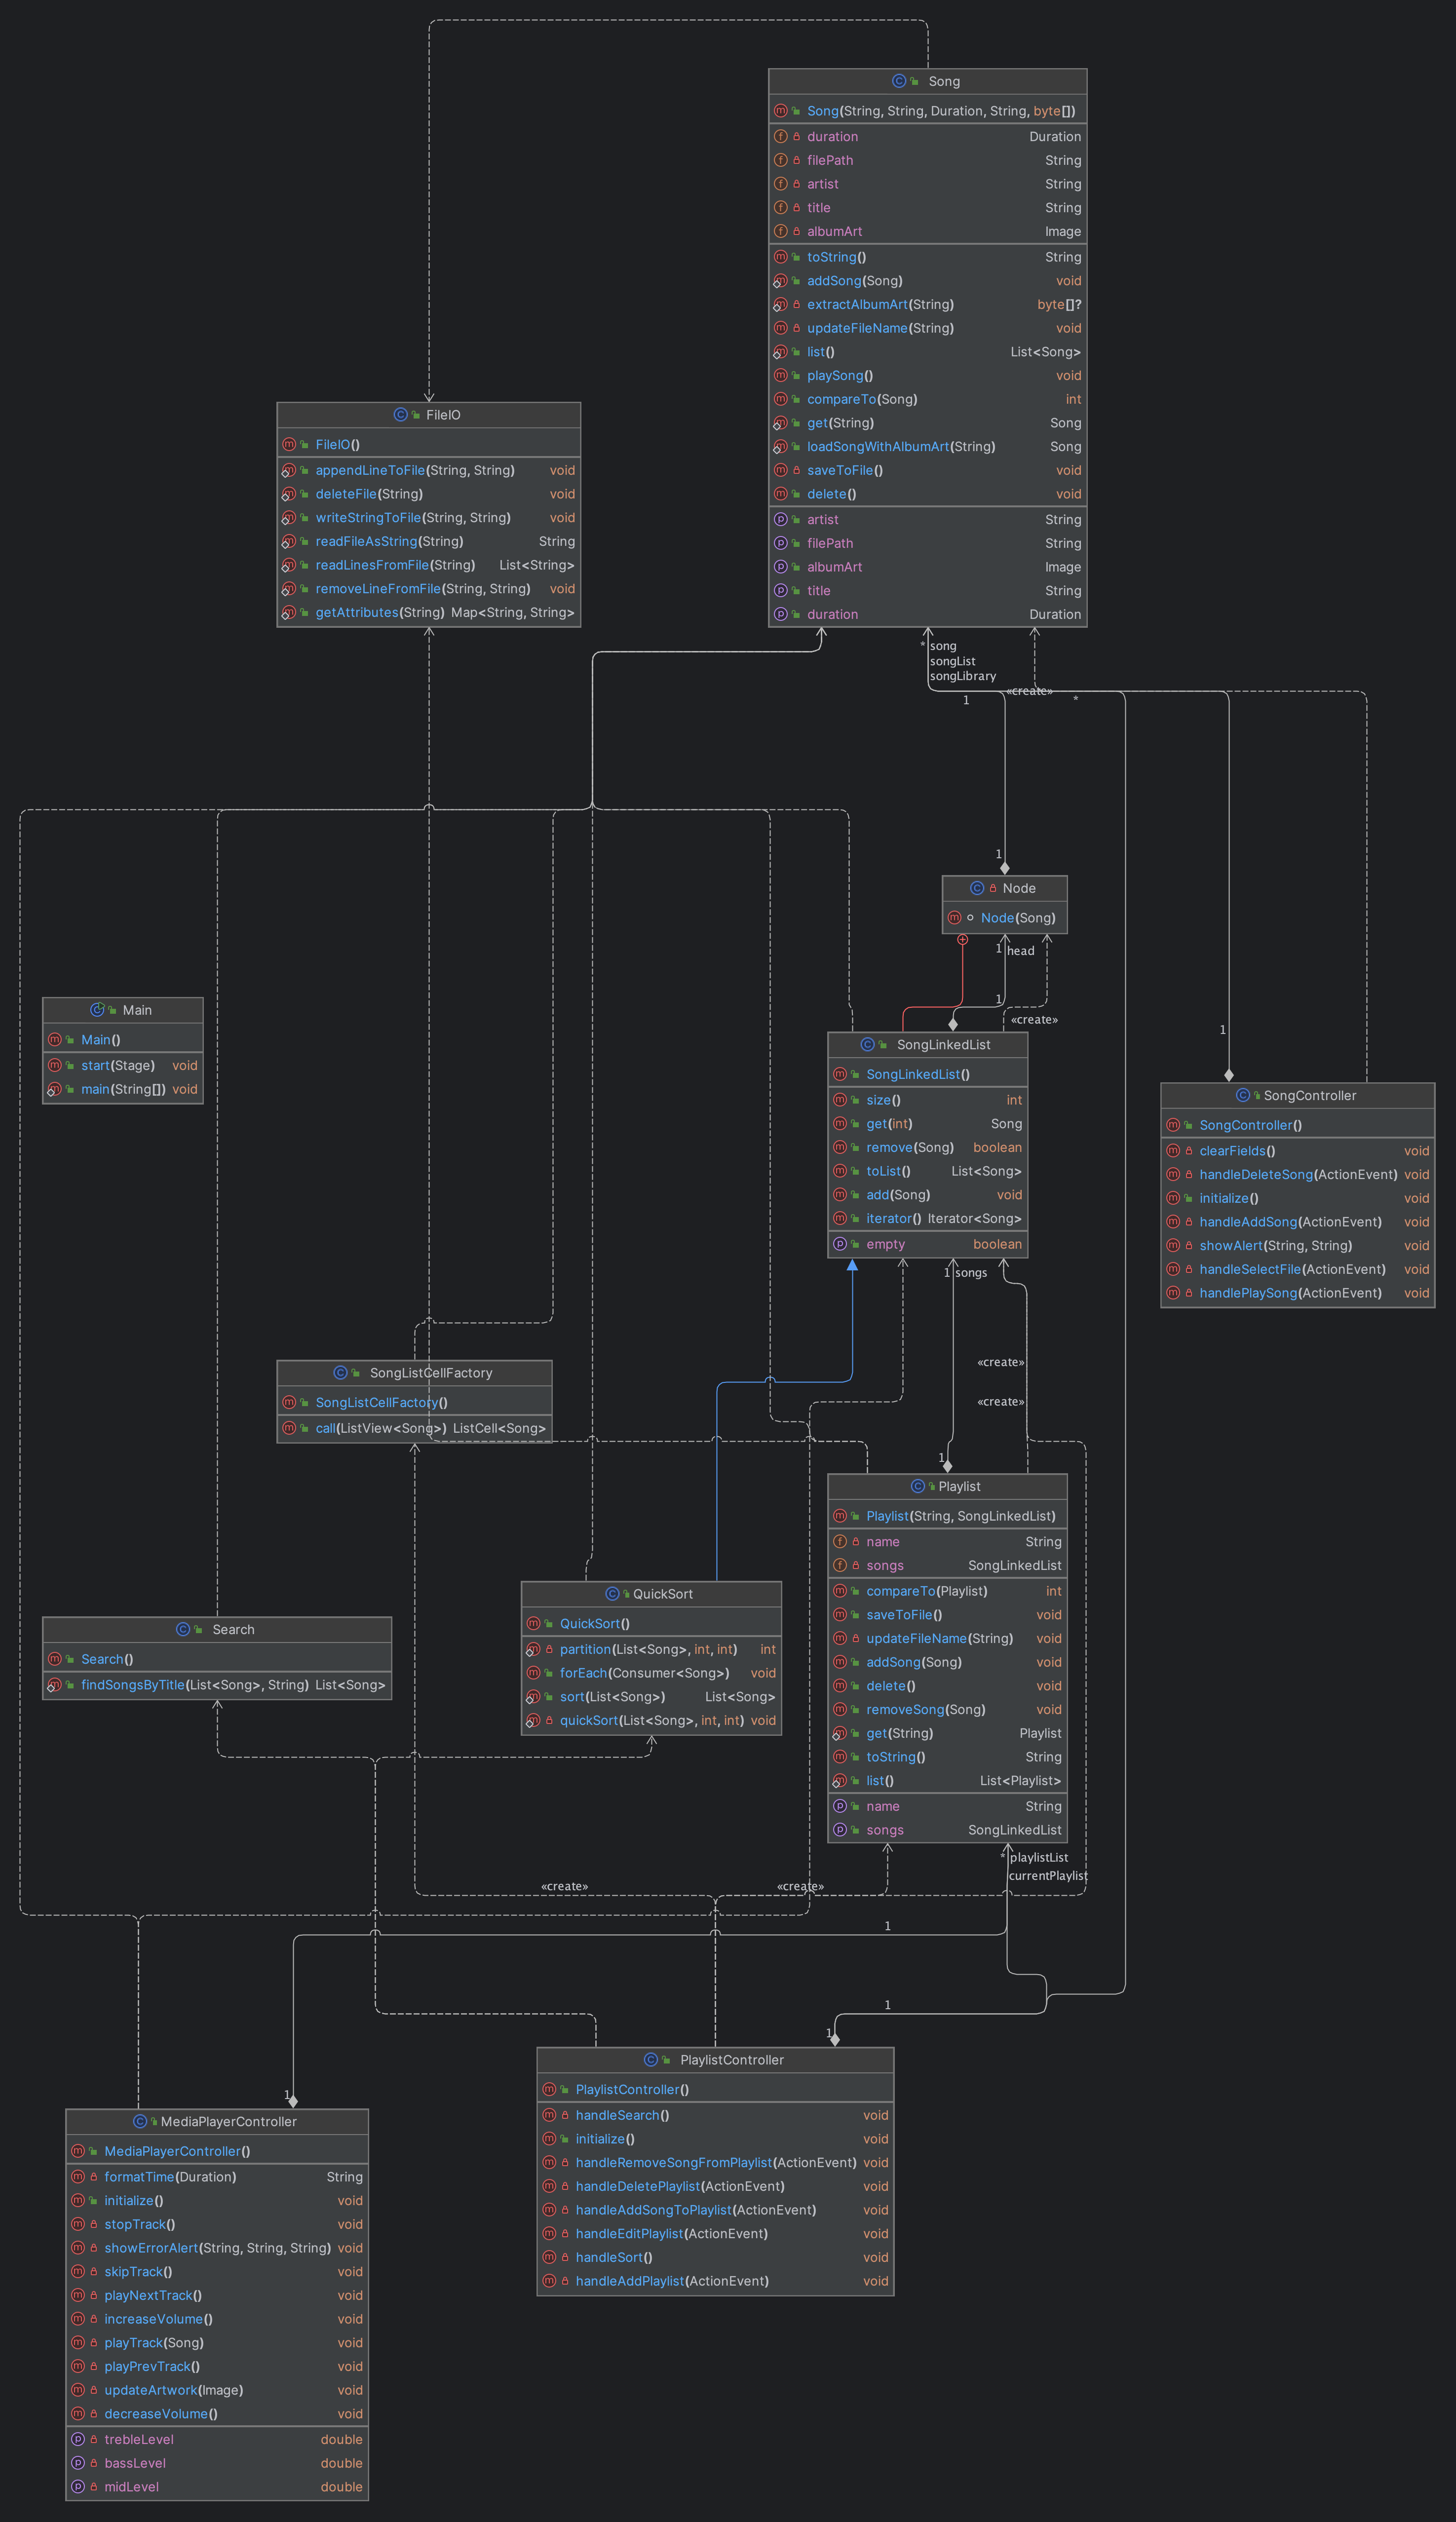 Song
Song(String, String, Duration, String, byte[])
duration Duration
filePath String
artist String
title String
albumArt Image
toString() String
addSong(Song) void
extractAlbumArt(String) byte[]?
updateFileName(String) void
list() List<Song>
playSong() void
compareTo(Song) int
get(String) Song
loadSongWithAlbumArt(String) Song
saveToFile() void
delete() void
artist String
filePath String
albumArt Image
title String
duration Duration
FileIO
FileIO()
appendLineToFile(String, String) void
deleteFile(String) void
writeStringToFile(String, String) void
readFileAsString(String) String
readLinesFromFile(String) List<String>
removeLineFromFile(String, String) void
getAttributes(String) Map<String, String>
* song
songList
songLibrary
«create»
1
*
1
Node
Node(Song)
1 head
1
«create»
Main
Main()
start(Stage) void
main(String[]) void
SongLinkedList
SongLinkedList()
size() int
get(int) Song
remove(Song) boolean
toList() List<Song>
add(Song) void
iterator() Iterator<Song>
empty boolean
1
SongController
SongController()
clearFields() void
handleDeleteSong(ActionEvent) void
initialize() void
handleAddSong(ActionEvent) void
showAlert(String, String) void
handleSelectFile(ActionEvent) void
handlePlaySong(ActionEvent) void
1 songs
«create»
«create»
SongListCellFactory
SongListCellFactory()
call(ListView<Song>) ListCell<Song>
1
Playlist
Playlist(String, SongLinkedList)
name String
songs SongLinkedList
compareTo(Playlist) int
saveToFile() void
updateFileName(String) void
addSong(Song) void
delete() void
removeSong(Song) void
get(String) Playlist
toString() String
list() List<Playlist>
name String
songs SongLinkedList
QuickSort
QuickSort()
partition(List<Song>, int, int) int
forEach(Consumer<Song>) void
sort(List<Song>) List<Song>
quickSort(List<Song>, int, int) void
Search
Search()
findSongsByTitle(List<Song>, String) List<Song>
* playlistList
currentPlaylist
«create»
«create»
1
1
1
PlaylistController
PlaylistController()
handleSearch() void
initialize() void
handleRemoveSongFromPlaylist(ActionEvent) void
handleDeletePlaylist(ActionEvent) void
handleAddSongToPlaylist(ActionEvent) void
handleEditPlaylist(ActionEvent) void
handleSort() void
handleAddPlaylist(ActionEvent) void
1
MediaPlayerController
MediaPlayerController()
formatTime(Duration) String
initialize() void
stopTrack() void
showErrorAlert(String, String, String) void
skipTrack() void
playNextTrack() void
increaseVolume() void
playTrack(Song) void
playPrevTrack() void
updateArtwork(Image) void
decreaseVolume() void
trebleLevel double
bassLevel double
midLevel double